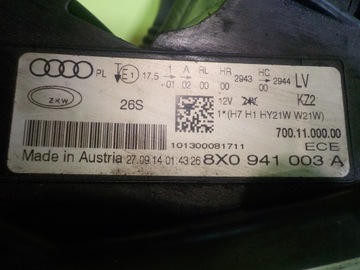 PL E1 17,5 1 A RL HR HC LV
→01 02 00 00 2943 00 2944
ZKW 26S 12V KZ2
1*(H7 H1 HY21W W21W)
700.11.000.00
101300081711 ECE
Made in Austria 27.09.14 01:43:26 8X0 941 003 A